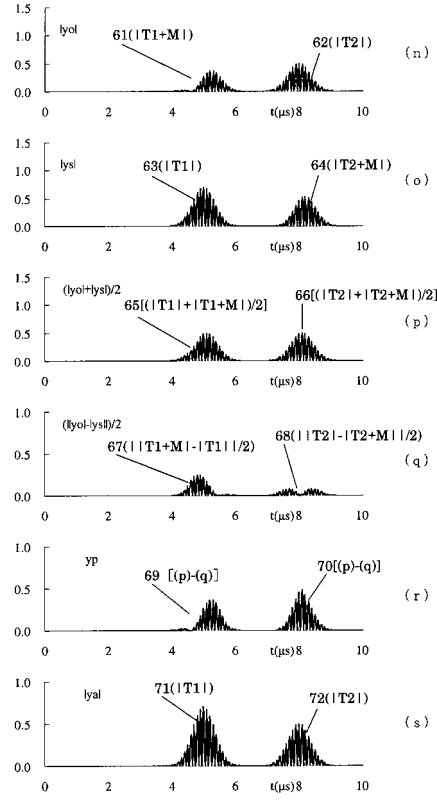 1.5 |yo| 61(|T1+M|)
1.0 62(|T2|) (n)
0.5
0.0
0 2 4 6 t(μs)8 10
1.5
1.0 |ys| 63(|T1|) 64(|T2+M|) (o)
0.5
0.0
0 2 4 6 t(μs)8 10
1.5 (|yo|+|ys|)/2 66[(|T2|+|T2+M|)/2]
1.0 65[(|T1|+|T1+M|)/2] (p)
0.5
0.0
0 2 4 6 t(μs)8 10
1.0 (||yo|-|ys||)/2 68(||T2|-|T2+M||/2)
67(||T1+M|-|T1||/2) (q)
0.5
0.0
0 2 4 6 t(μs)8 10
1.0 yp 69 [(p)-(q)] 70[(p)-(q)]
0.5 (r)
0.0
0 2 4 6 t(μs)8 10
1.0 |ya| 71(|T1|) 72(|T2|)
0.5 (s)
0.0
0 2 4 6 t(μs)8 10